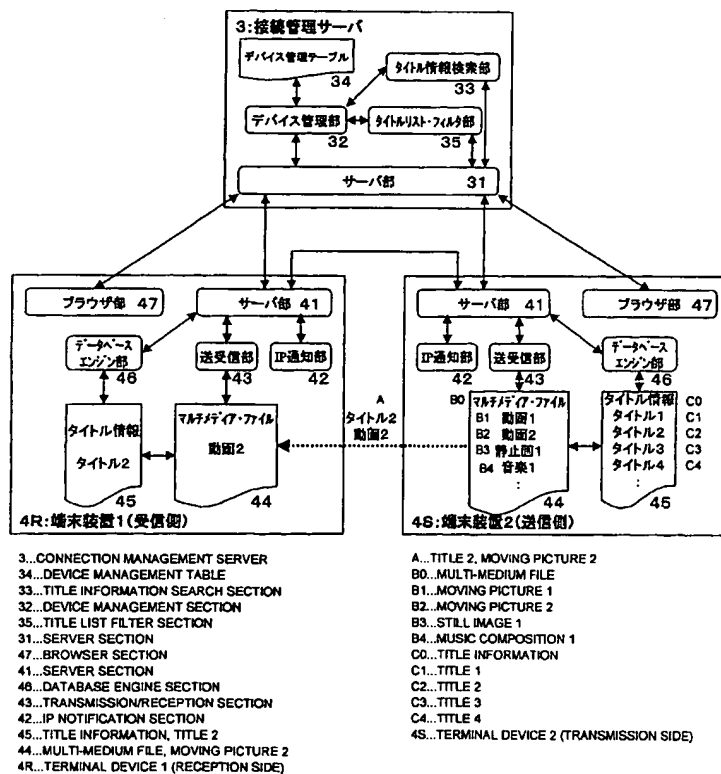 3:接続管理サーバ
デバイス管理テーブル
34
タイトル情報検索部
33
デバイス管理部
32
タイトルリスト・フィルタ部
35
サーバ部 31
ブラウザ部 47
サーバ部 41
データベース
エンジン部
46
送受信部
43
IP通知部
42
タイトル情報
タイトル2
45
マルチメディア・ファイル
動画2
44
4R:端末装置1(受信側)
A
タイトル2
動画2
サーバ部 41
ブラウザ部 47
IP通知部
42
送受信部
43
データベース
エンジン部
46
B0 マルチメディア・ファイル
B1 動画1
B2 動画2
B3 静止画1
B4 音楽1
:
44
タイトル情報 C0
タイトル1 C1
タイトル2 C2
タイトル3 C3
タイトル4 C4
:
45
4S:端末装置2(送信側)
3...CONNECTION MANAGEMENT SERVER
34...DEVICE MANAGEMENT TABLE
33...TITLE INFORMATION SEARCH SECTION
32...DEVICE MANAGEMENT SECTION
35...TITLE LIST FILTER SECTION
31...SERVER SECTION
47...BROWSER SECTION
41...SERVER SECTION
46...DATABASE ENGINE SECTION
43...TRANSMISSION/RECEPTION SECTION
42...IP NOTIFICATION SECTION
45...TITLE INFORMATION, TITLE 2
44...MULTI-MEDIUM FILE, MOVING PICTURE 2
4R...TERMINAL DEVICE 1 (RECEPTION SIDE)
A...TITLE 2, MOVING PICTURE 2
B0...MULTI-MEDIUM FILE
B1...MOVING PICTURE 1
B2...MOVING PICTURE 2
B3...STILL IMAGE 1
B4...MUSIC COMPOSITION 1
C0...TITLE INFORMATION
C1...TITLE 1
C2...TITLE 2
C3...TITLE 3
C4...TITLE 4
4S...TERMINAL DEVICE 2 (TRANSMISSION SIDE)